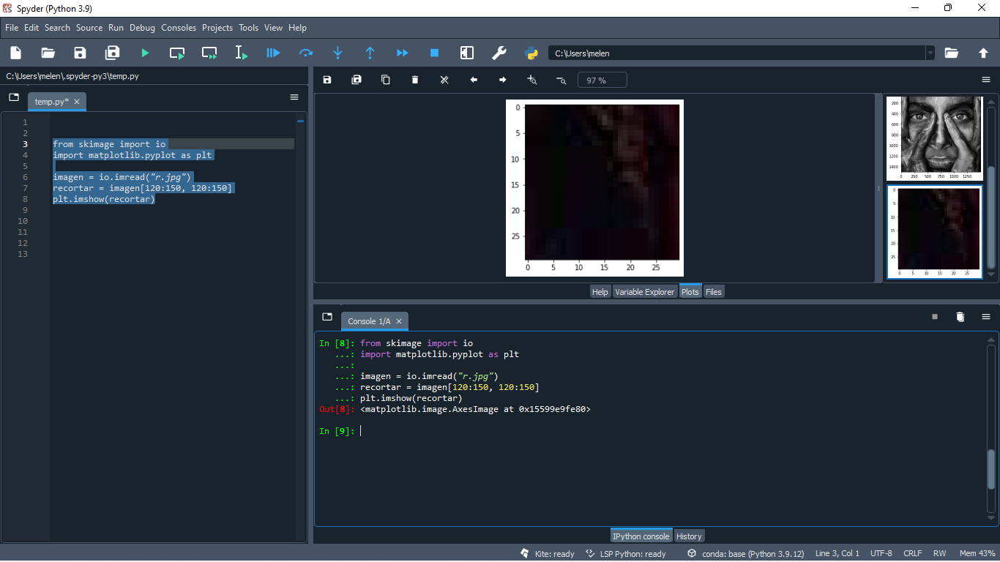 Spyder (Python 3.9)
File Edit Search Source Run Debug Consoles Projects Tools View Help
C:\Users\melen
C:\Users\melen\.spyder-py3\temp.py
temp.py*
1
2
3 from skimage import io
4 import matplotlib.pyplot as plt
5
6 imagen = io.imread("r.jpg")
7 recortar = imagen[120:150, 120:150]
8 plt.imshow(recortar)
9
10
11
12
13
97 %
0
5
10
15
20
25
0 5 10 15 20 25
200
400
600
800
1000
1200
1400
0 250 500 750 1000 1250
0
5
10
15
20
25
0 5 10 15 20 25
Help Variable Explorer Plots Files
Console 1/A
In [8]: from skimage import io
...: import matplotlib.pyplot as plt
...:
...: imagen = io.imread("r.jpg")
...: recortar = imagen[120:150, 120:150]
...: plt.imshow(recortar)
Out[8]: <matplotlib.image.AxesImage at 0x15599e9fe80>
In [9]:
IPython console History
Kite: ready LSP Python: ready conda: base (Python 3.9.12) Line 3, Col 1 UTF-8 CRLF RW Mem 43%